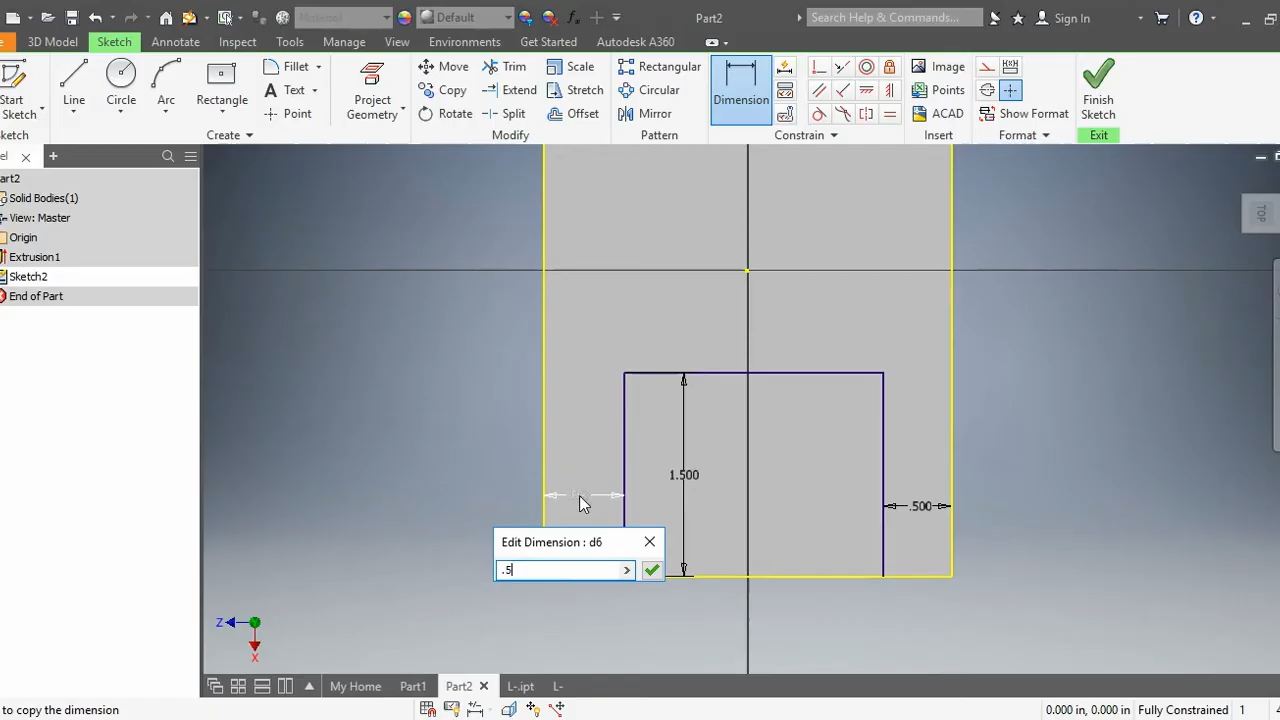 Material
Default
Part2
Search Help & Commands...
Sign In
3D Model
Sketch
Annotate
Inspect
Tools
Manage
View
Environments
Get Started
Autodesk A360
Start
Sketch
Line
Circle
Arc
Rectangle
Fillet
Text
Point
Project
Geometry
Move
Copy
Rotate
Trim
Extend
Split
Scale
Stretch
Offset
Rectangular
Circular
Mirror
Dimension
Image
Points
ACAD
Show Format
Finish
Sketch
ketch
Create
Modify
Pattern
Constrain
Insert
Format
Exit
el
art2
Solid Bodies(1)
View: Master
Origin
Extrusion1
Sketch2
End of Part
TOP
1.500
.500
Edit Dimension : d6
.5
Z
X
My Home
Part1
Part2
L-.ipt
L-
to copy the dimension
0.000 in, 0.000 in
Fully Constrained
1
4